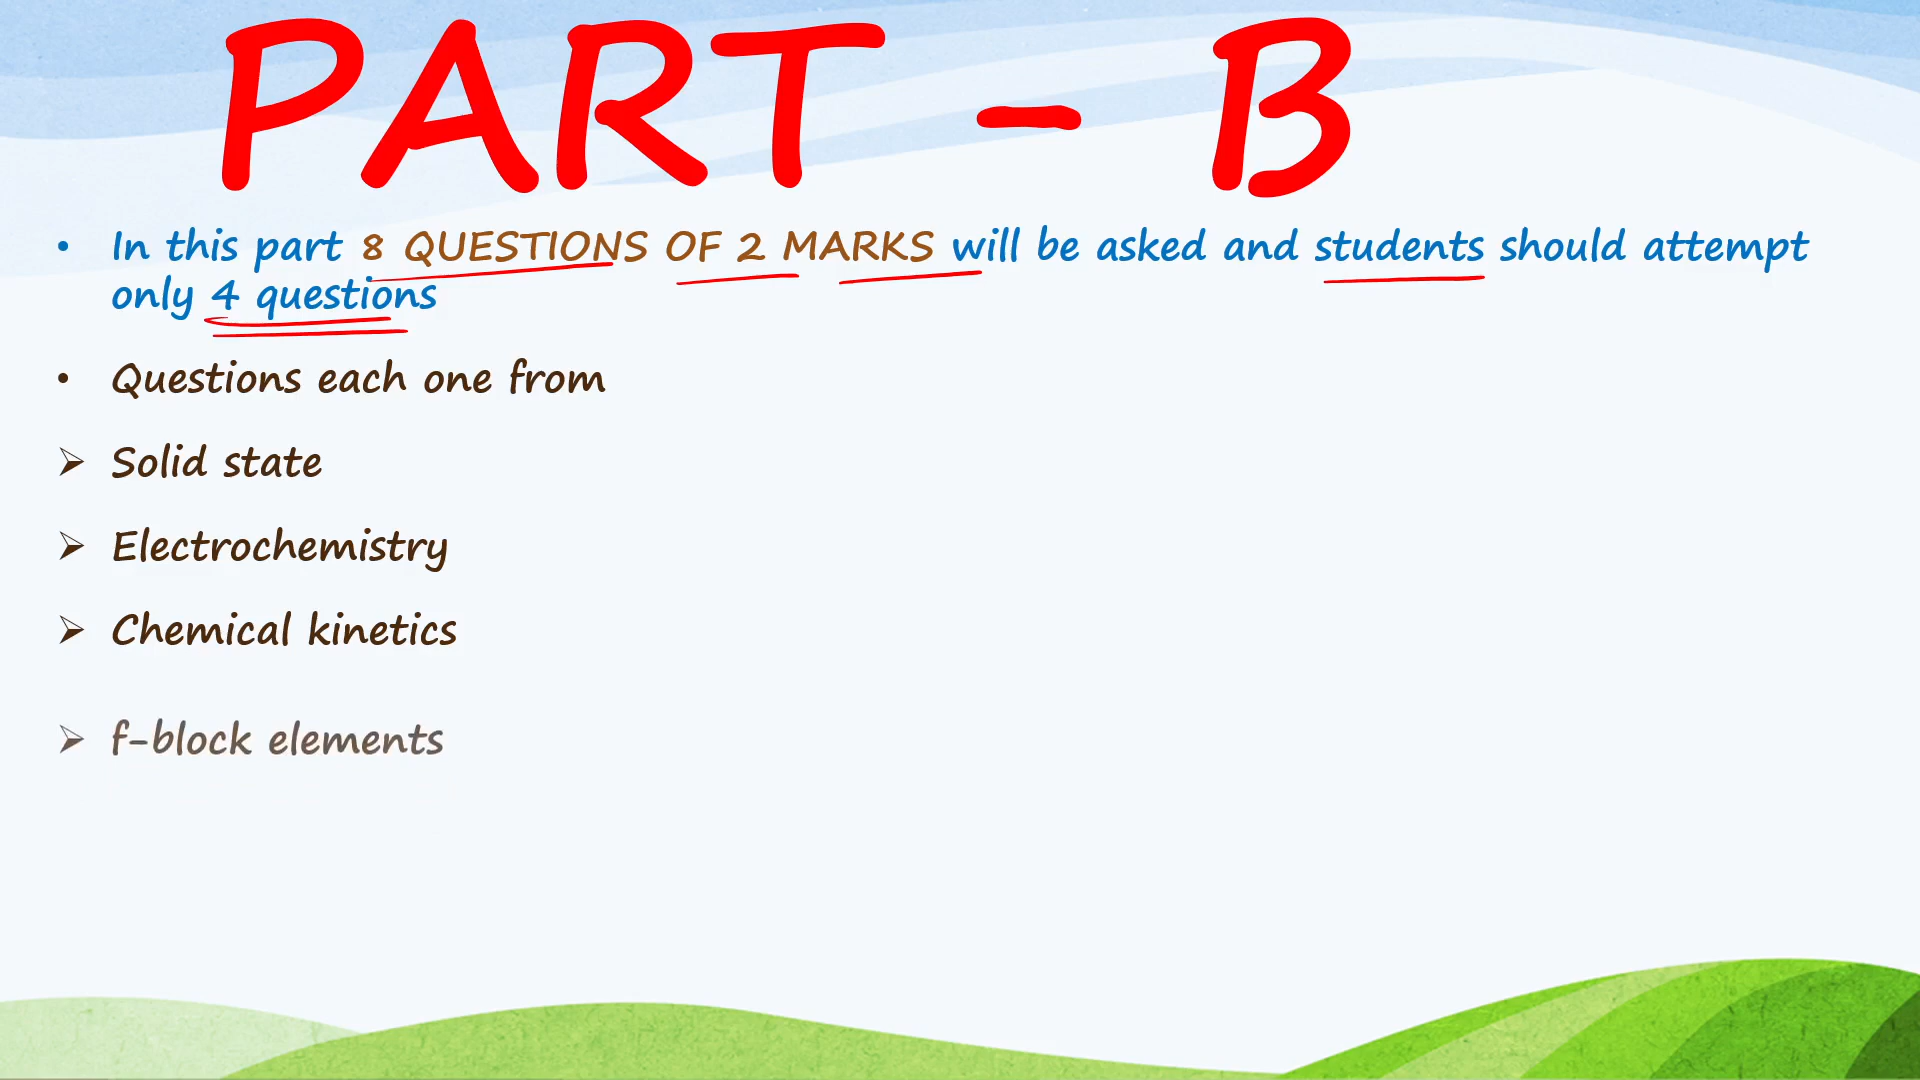 PART - B
• In this part 8 QUESTIONS OF 2 MARKS will be asked and students should attempt
only 4 questions
• Questions each one from
➢ Solid state
➢ Electrochemistry
➢ Chemical kinetics
➢ f-block elements